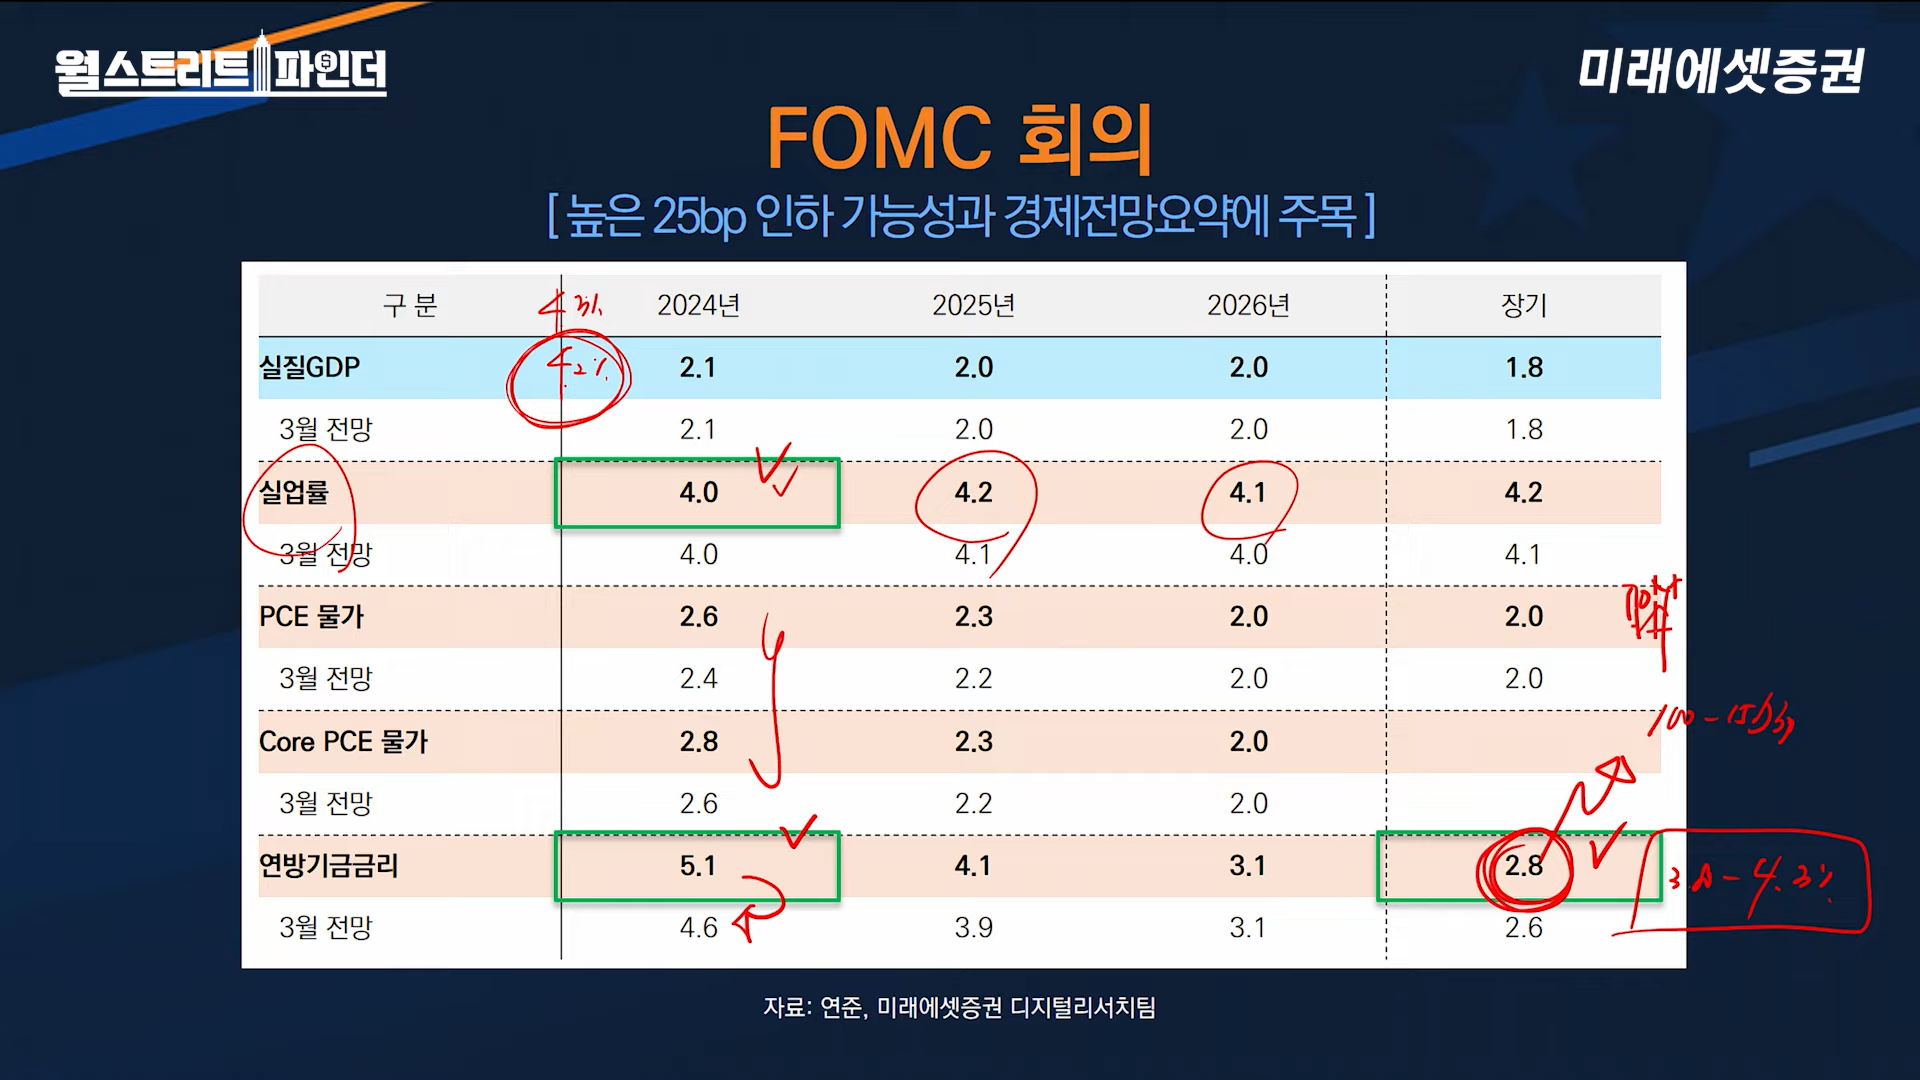 월스트리트 파인더
미래에셋증권
FOMC 회의
[ 높은 25bp 인하 가능성과 경제전망요약에 주목 ]
구 분 2024년 2025년 2026년 장기
4.2%
실질GDP 2.1 2.0 2.0 1.8
3월 전망 2.1 2.0 2.0 1.8
실업률 4.0 4.2 4.1 4.2
3월 전망 4.0 4.1 4.0 4.1
PCE 물가 2.6 2.3 2.0 2.0
3월 전망 2.4 2.2 2.0 2.0
Core PCE 물가 2.8 2.3 2.0
3월 전망 2.6 2.2 2.0
연방기금금리 5.1 4.1 3.1 2.8
3월 전망 4.6 3.9 3.1 2.6
자료: 연준, 미래에셋증권 디지털리서치팀